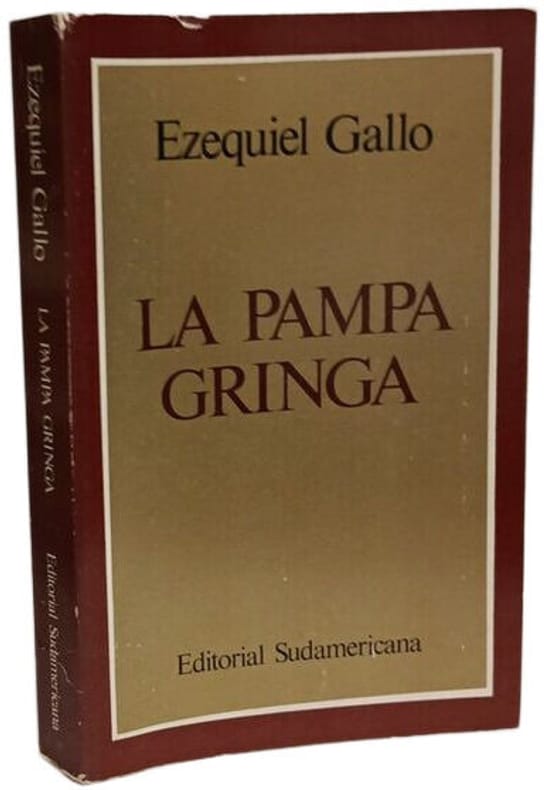 Ezequiel Gallo
LA PAMPA
GRINGA
Editorial Sudamericana
Ezequiel Gallo
LA PAMPA GRINGA
Editorial Sudamericana